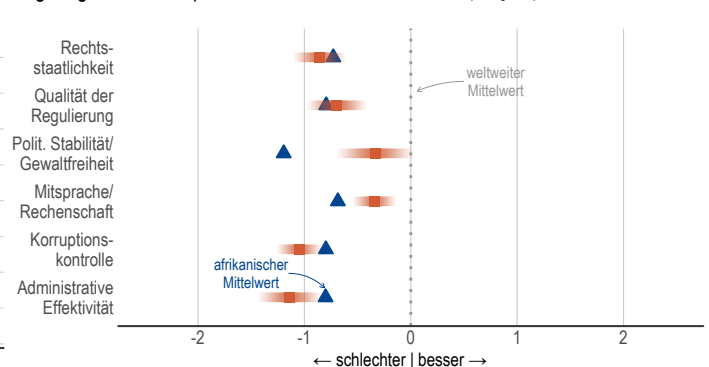 Rechts-
staatlichkeit
Qualität der
Regulierung
Polit. Stabilität/
Gewaltfreiheit
Mitsprache/
Rechenschaft
Korruptions-
kontrolle
Administrative
Effektivität
weltweiter
Mittelwert
afrikanischer
Mittelwert
-2 -1 0 1 2
← schlechter | besser →